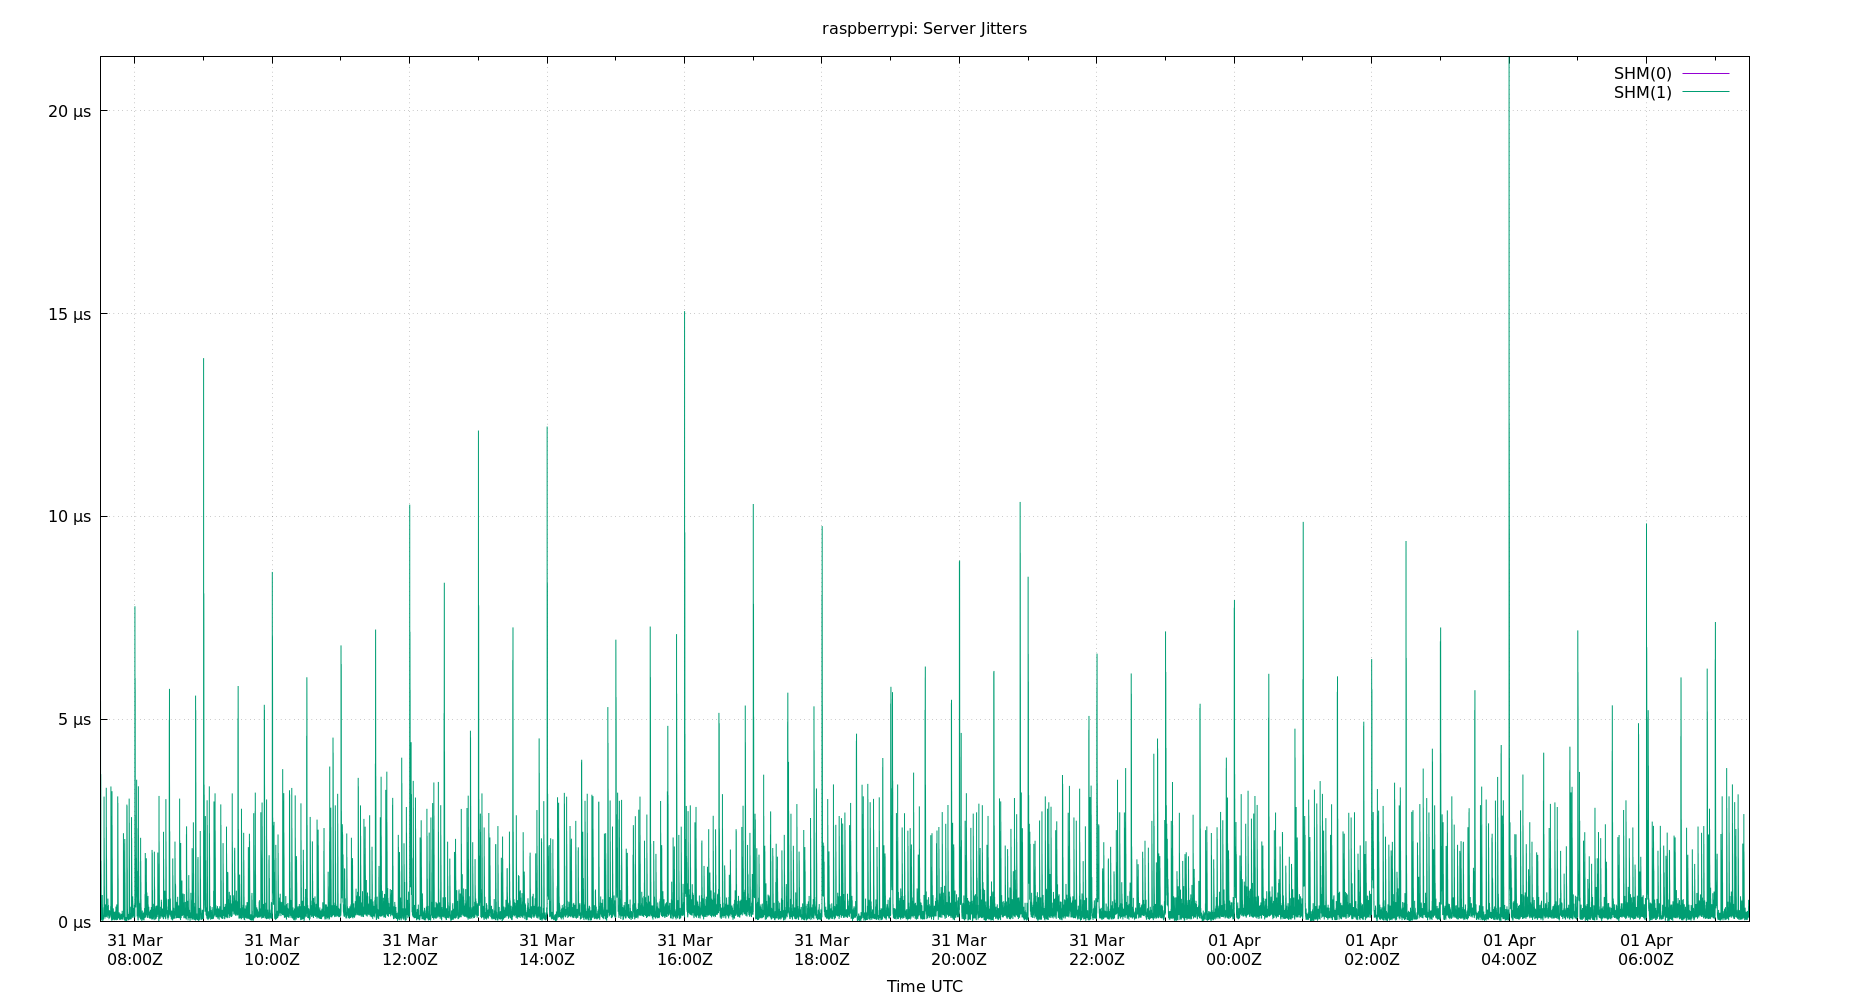 raspberrypi: Server Jitters
SHM(0)
SHM(1)
20 µs
15 µs
10 µs
5 µs
0 µs
31 Mar 31 Mar 31 Mar 31 Mar 31 Mar 31 Mar 31 Mar 31 Mar 01 Apr 01 Apr 01 Apr 01 Apr
08:00Z 10:00Z 12:00Z 14:00Z 16:00Z 18:00Z 20:00Z 22:00Z 00:00Z 02:00Z 04:00Z 06:00Z
Time UTC